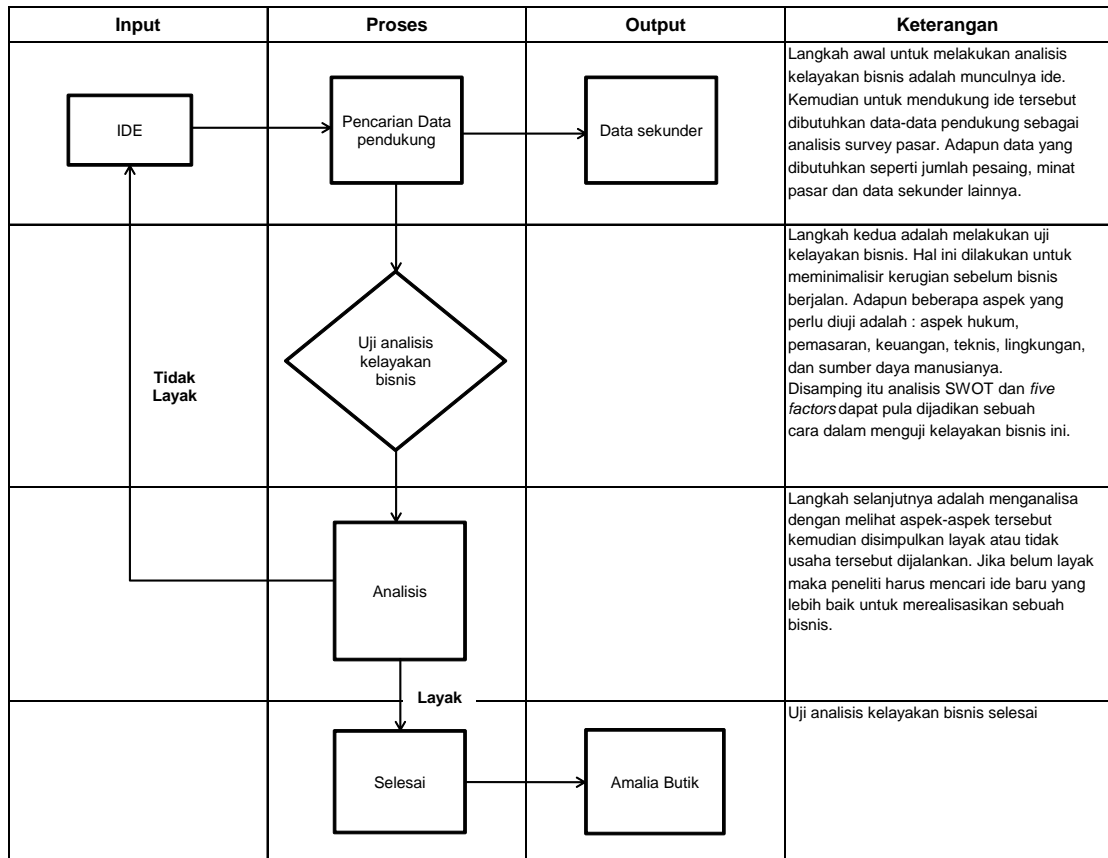 Input
Proses
Output
Keterangan
IDE
Pencarian Data
pendukung
Data sekunder
Langkah awal untuk melakukan analisis
kelayakan bisnis adalah munculnya ide.
Kemudian untuk mendukung ide tersebut
dibutuhkan data-data pendukung sebagai
analisis survey pasar. Adapun data yang
dibutuhkan seperti jumlah pesaing, minat
pasar dan data sekunder lainnya.
Tidak
Layak
Uji analisis
kelayakan
bisnis
Langkah kedua adalah melakukan uji
kelayakan bisnis. Hal ini dilakukan untuk
meminimalisir kerugian sebelum bisnis
berjalan. Adapun beberapa aspek yang
perlu diuji adalah : aspek hukum,
pemasaran, keuangan, teknis, lingkungan,
dan sumber daya manusianya.
Disamping itu analisis SWOT dan five
factors dapat pula dijadikan sebuah
cara dalam menguji kelayakan bisnis ini.
Analisis
Langkah selanjutnya adalah menganalisa
dengan melihat aspek-aspek tersebut
kemudian disimpulkan layak atau tidak
usaha tersebut dijalankan. Jika belum layak
maka peneliti harus mencari ide baru yang
lebih baik untuk merealisasikan sebuah
bisnis.
Layak
Selesai
Amalia Butik
Uji analisis kelayakan bisnis selesai